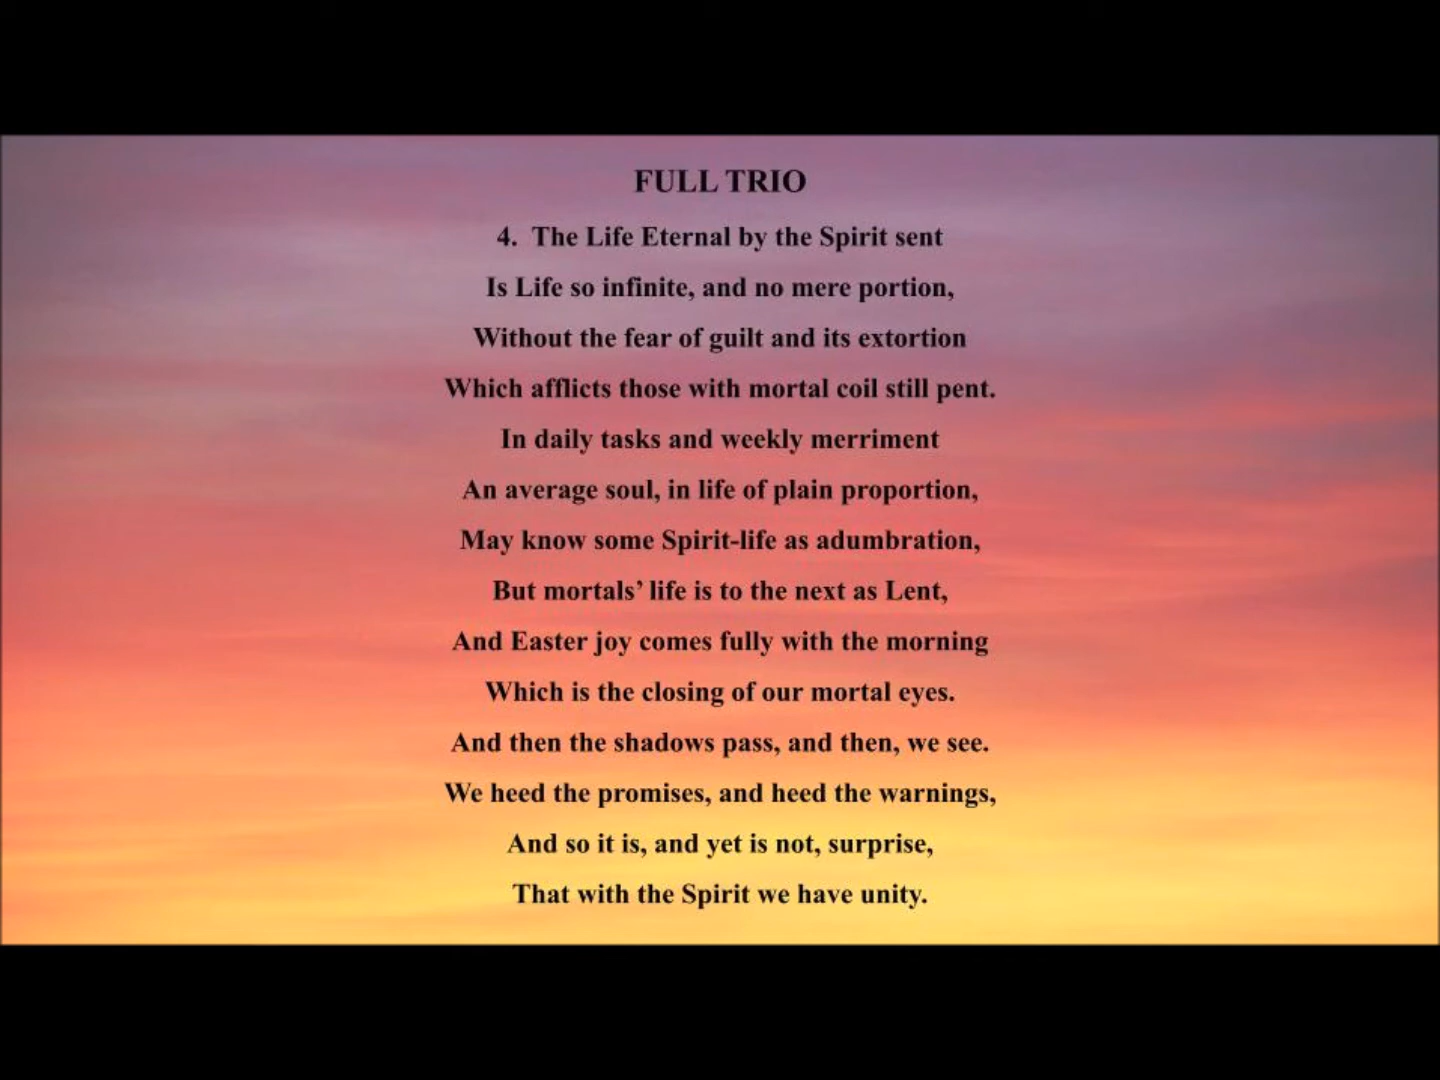 FULL TRIO
4. The Life Eternal by the Spirit sent
Is Life so infinite, and no mere portion,
Without the fear of guilt and its extortion
Which afflicts those with mortal coil still pent.
In daily tasks and weekly merriment
An average soul, in life of plain proportion,
May know some Spirit-life as adumbration,
But mortals’ life is to the next as Lent,
And Easter joy comes fully with the morning
Which is the closing of our mortal eyes.
And then the shadows pass, and then, we see.
We heed the promises, and heed the warnings,
And so it is, and yet is not, surprise,
That with the Spirit we have unity.